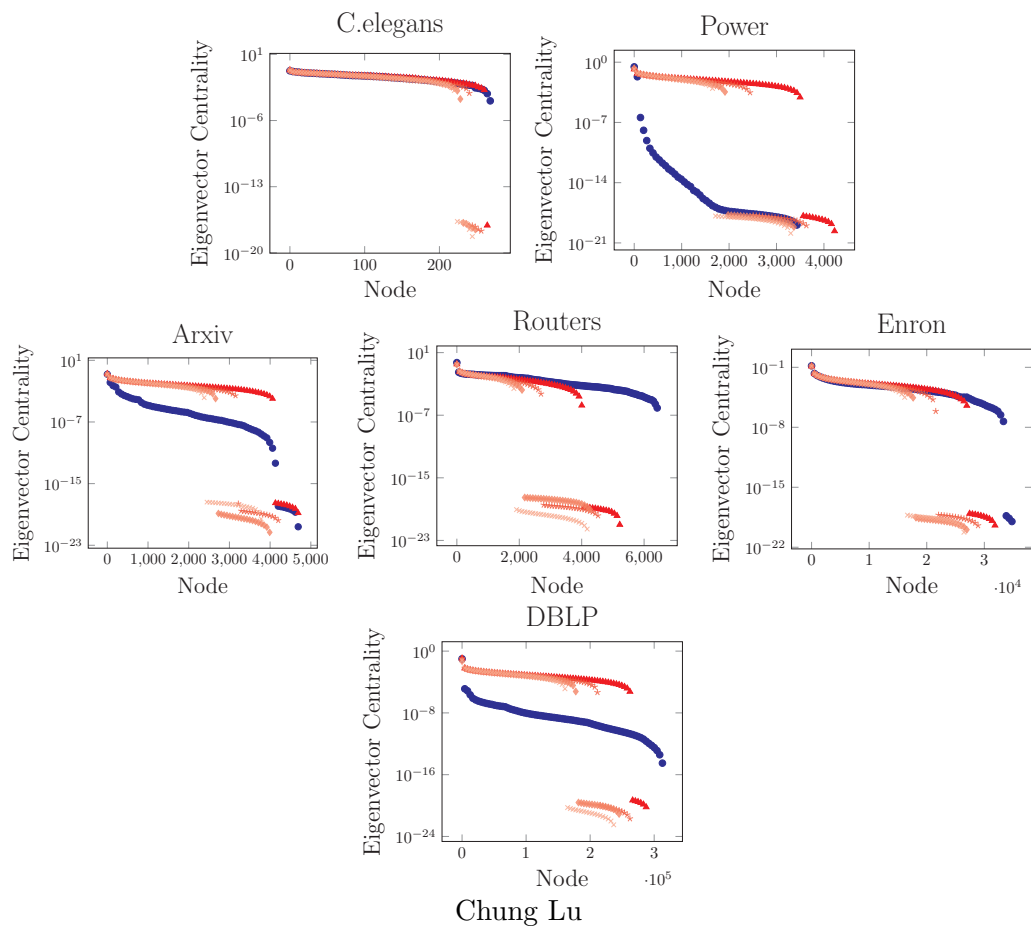 C.elegans
Eigenvector Centrality
10^1
10^−6
10^−13
10^−20
0 100 200
Node
Power
Eigenvector Centrality
10^0
10^−7
10^−14
10^−21
0 1,000 2,000 3,000 4,000
Node
Arxiv
Eigenvector Centrality
10^1
10^−7
10^−15
10^−23
0 1,000 2,000 3,000 4,000 5,000
Node
Routers
Eigenvector Centrality
10^1
10^−7
10^−15
10^−23
0 2,000 4,000 6,000
Node
Enron
Eigenvector Centrality
10^−1
10^−8
10^−15
10^−22
0 1 2 3
·10^4
Node
DBLP
Eigenvector Centrality
10^0
10^−8
10^−16
10^−24
0 1 2 3
·10^5
Node
Chung Lu